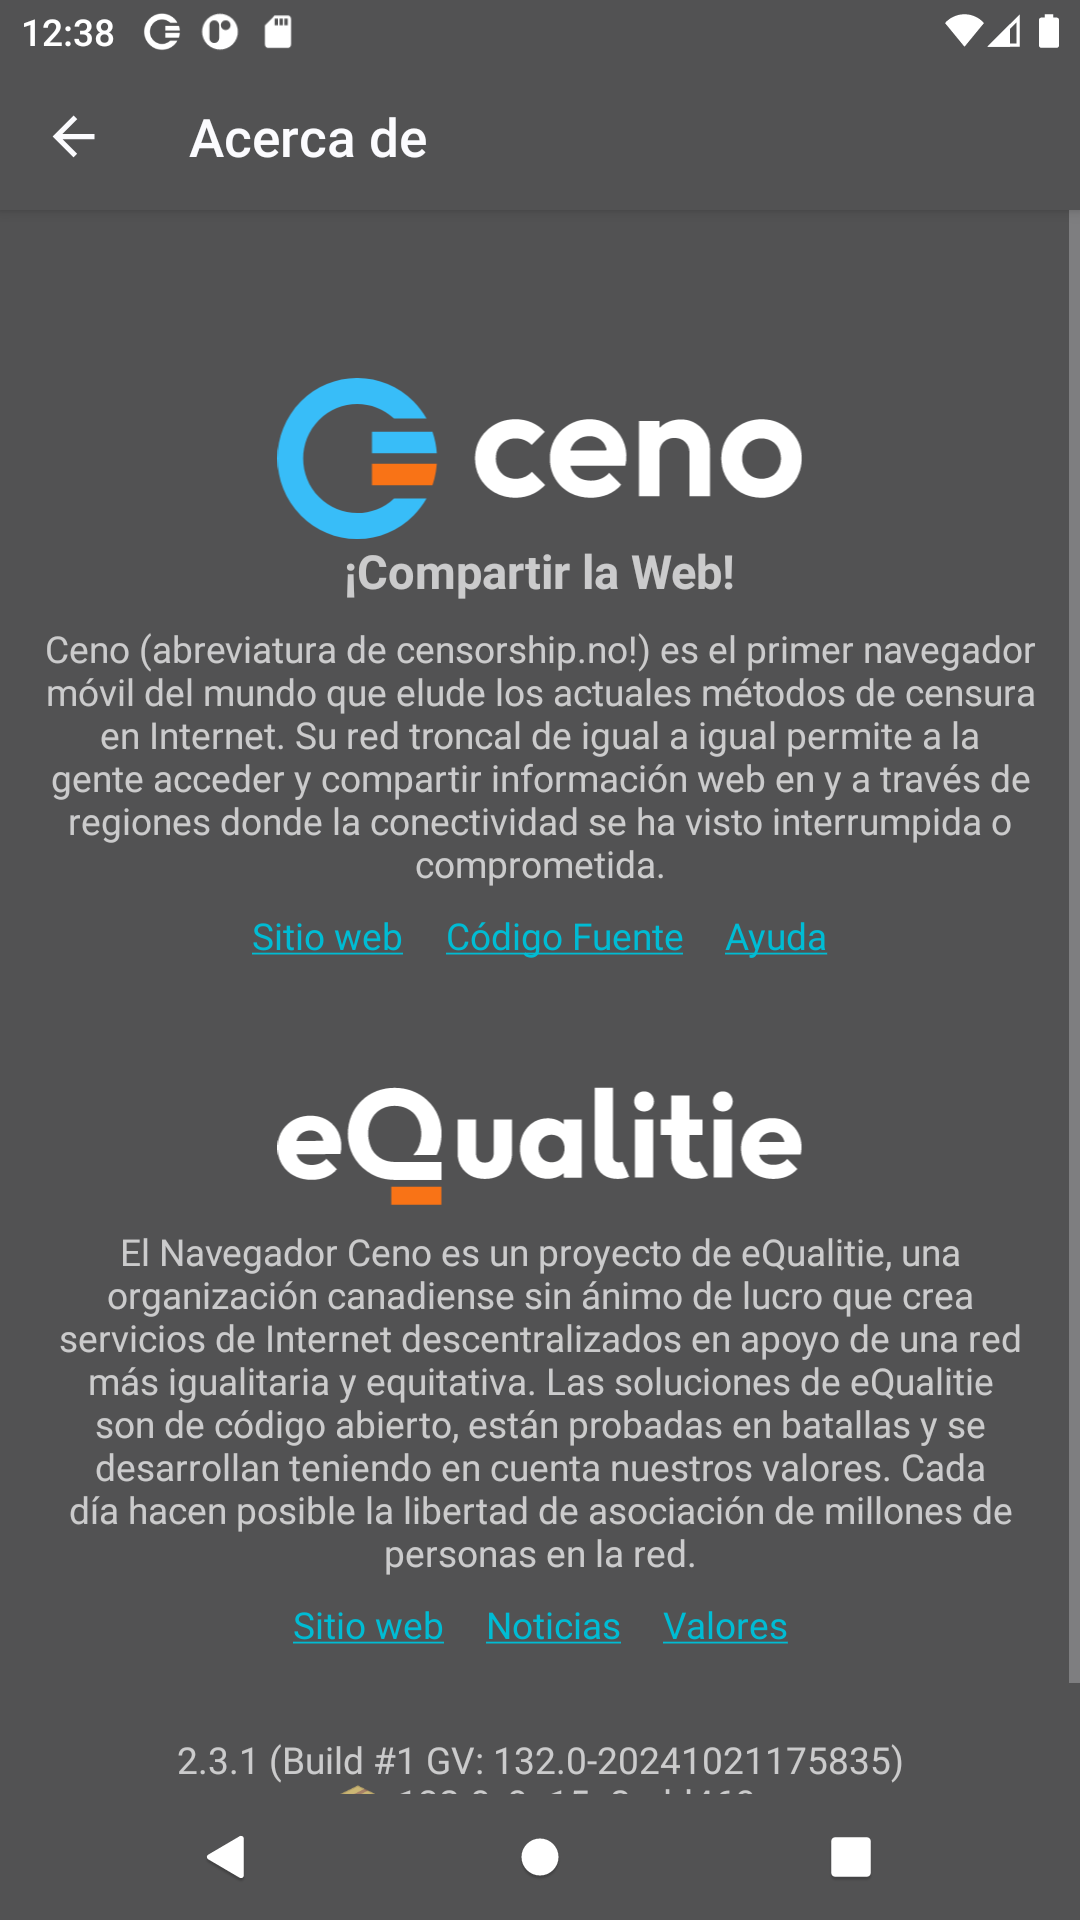 12:38
Acerca de
ceno
¡Compartir la Web!
Ceno (abreviatura de censorship.no!) es el primer navegador
móvil del mundo que elude los actuales métodos de censura
en Internet. Su red troncal de igual a igual permite a la
gente acceder y compartir información web en y a través de
regiones donde la conectividad se ha visto interrumpida o
comprometida.
Sitio web Código Fuente Ayuda
eQualitie
El Navegador Ceno es un proyecto de eQualitie, una
organización canadiense sin ánimo de lucro que crea
servicios de Internet descentralizados en apoyo de una red
más igualitaria y equitativa. Las soluciones de eQualitie
son de código abierto, están probadas en batallas y se
desarrollan teniendo en cuenta nuestros valores. Cada
día hacen posible la libertad de asociación de millones de
personas en la red.
Sitio web Noticias Valores
2.3.1 (Build #1 GV: 132.0-20241021175835)